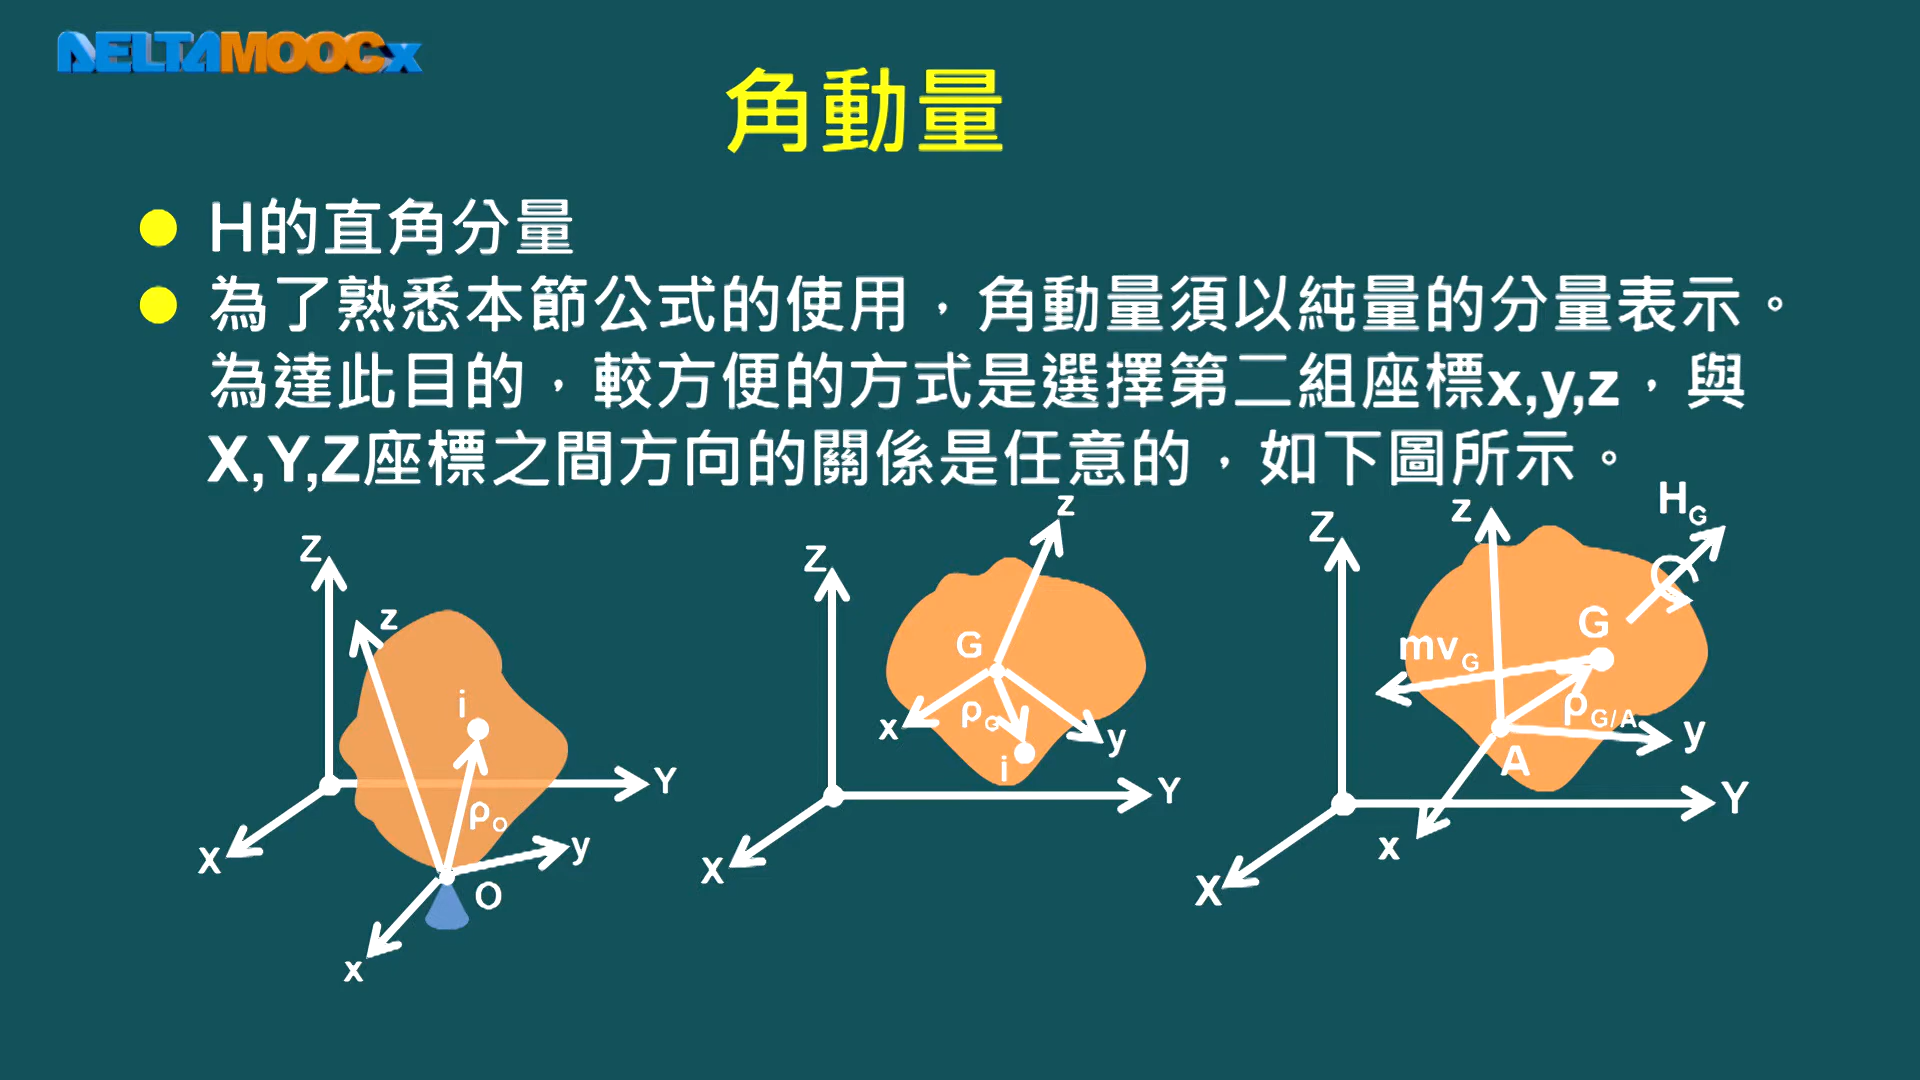 DELTAMOOCx
角動量
H的直角分量
為了熟悉本節公式的使用，角動量須以純量的分量表示。
為達此目的，較方便的方式是選擇第二組座標x,y,z，與
X,Y,Z座標之間方向的關係是任意的，如下圖所示。
Z
z
i
Y
ρO
y
X
O
x
Z
z
G
x
ρG
y
i
Y
X
Z
z
HG
G
mvG
ρG/A
y
A
Y
x
X